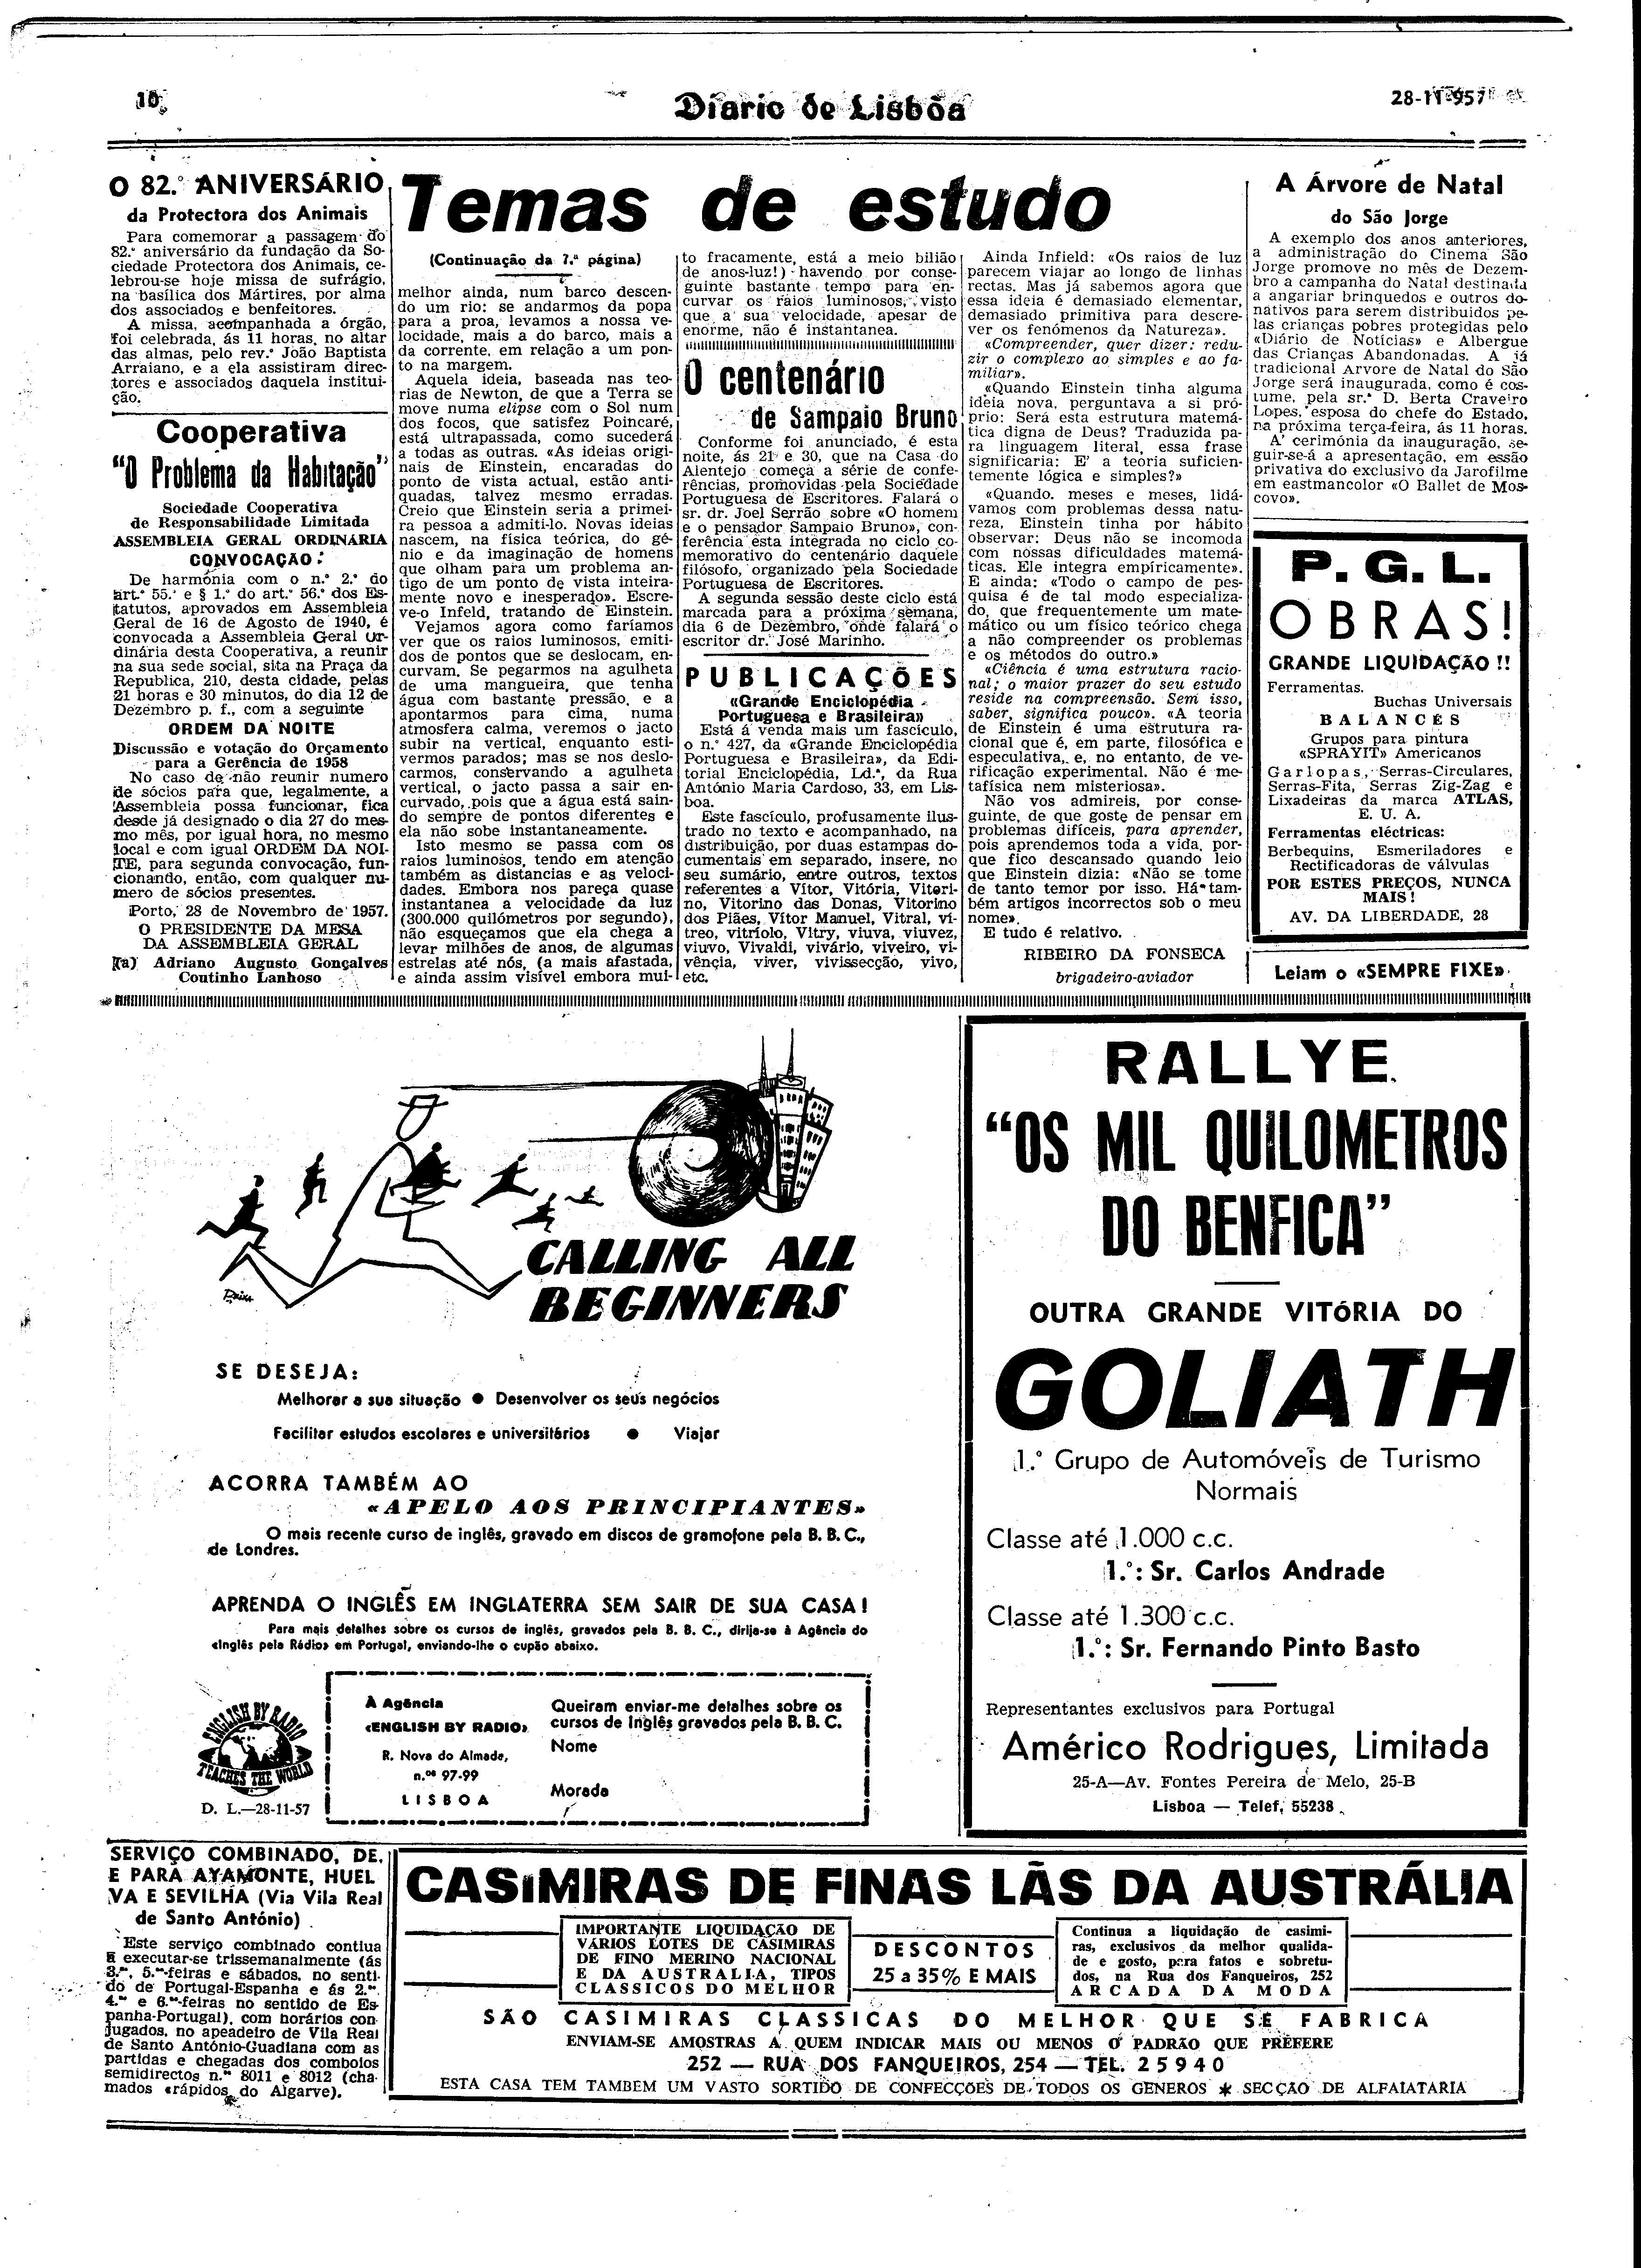 10
Diario de Lisbôa
28-11-957
O 82.° ANIVERSÁRIO
da Protectora dos Animais
Para comemorar a passagem do
82.° aniversário da fundação da So-
ciedade Protectora dos Animais, ce-
lebrou-se hoje missa de sufrágio,
na basílica dos Mártires, por alma
dos associados e benfeitores.
A missa, acompanhada a órgão,
foi celebrada, ás 11 horas, no altar
das almas, pelo rev.° João Baptista
Arraiano, e a ela assistiram direc-
tores e associados daquela institui-
ção.
Cooperativa
"O Problema da Habitação"
Sociedade Cooperativa
de Responsabilidade Limitada
ASSEMBLEIA GERAL ORDINÁRIA
CONVOCAÇÃO:
De harmónia com o n.° 2.° do
art.° 55.° e § 1.° do art.° 56.° dos Es-
tatutos, aprovados em Assembleia
Geral de 16 de Agosto de 1940, é
convocada a Assembleia Geral Or-
dinária desta Cooperativa, a reunir
na sua sede social, sita na Praça da
Republica, 210, desta cidade, pelas
21 horas e 30 minutos, do dia 12 de
Dezembro p. f., com a seguinte
ORDEM DA NOITE
Discussão e votação do Orçamento
para a Gerência de 1958
No caso de não reunir numero
de sócios para que, legalmente, a
Assembleia possa funcionar, fica
desde já designado o dia 27 do mes-
mo mês, por igual hora, no mesmo
local e com igual ORDEM DA NOI-
TE, para segunda convocação, fun-
cionando, então, com qualquer nu-
mero de sócios presentes.
Porto, 28 de Novembro de 1957.
O PRESIDENTE DA MESA
DA ASSEMBLEIA GERAL
(a) Adriano Augusto Gonçalves
Coutinho Lanhoso
Temas de estudo
(Continuação da 7.ª página)
melhor ainda, num barco descen-
do um rio: se andarmos da popa
para a proa, levamos a nossa ve-
locidade, mais a do barco, mais a
da corrente, em relação a um pon-
to na margem.
Aquela ideia, baseada nas teo-
rias de Newton, de que a Terra se
move numa elipse com o Sol num
dos focos, que satisfez Poincaré,
está ultrapassada, como sucederá
a todas as outras. «As ideias origi-
nais de Einstein, encaradas do
ponto de vista actual, estão anti-
quadas, talvez mesmo erradas.
Creio que Einstein seria a primei-
ra pessoa a admiti-lo. Novas ideias
nascem, na física teórica, do gé-
nio e da imaginação de homens
que olham para um problema an-
tigo de um ponto de vista inteira-
mente novo e inesperado». Escre-
ve-o Infeld, tratando de Einstein.
Vejamos agora como faríamos
ver que os raios luminosos, emiti-
dos de pontos que se deslocam, en-
curvam. Se pegarmos na agulheta
de uma mangueira, que tenha
água com bastante pressão, e a
apontarmos para cima, numa
atmosfera calma, veremos o jacto
subir na vertical, enquanto esti-
vermos parados; mas se nos deslo-
carmos, conservando a agulheta
vertical, o jacto passa a sair en-
curvado, pois que a água está sain-
do sempre de pontos diferentes e
ela não sobe instantaneamente.
Isto mesmo se passa com os
raios luminosos, tendo em atenção
também as distancias e as veloci-
dades. Embora nos pareça quase
instantanea a velocidade da luz
(300.000 quilómetros por segundo),
não esqueçamos que ela chega a
levar milhões de anos, de algumas
estrelas até nós, (a mais afastada,
e ainda assim visível embora mui-
to fracamente, está a meio bilião
de anos-luz!) havendo por conse-
guinte bastante tempo para en-
curvar os raios luminosos, visto
que a sua velocidade, apesar de
enorme, não é instantanea.
O centenário
de Sampaio Bruno
Conforme foi anunciado, é esta
noite, ás 21 e 30, que na Casa do
Alentejo começa a série de confe-
rências, promovidas pela Sociedade
Portuguesa de Escritores. Falará o
sr. dr. Joel Serrão sobre «O homem
e o pensador Sampaio Bruno», con-
ferência esta integrada no ciclo co-
memorativo do centenário daquele
filósofo, organizado pela Sociedade
Portuguesa de Escritores.
A segunda sessão deste ciclo está
marcada para a próxima semana,
dia 6 de Dezembro, onde falará o
escritor dr. José Marinho.
PUBLICAÇÕES
«Grande Enciclopédia
Portuguesa e Brasileira»
Está á venda mais um fascículo,
o n.° 427, da «Grande Enciclopédia
Portuguesa e Brasileira», da Edi-
torial Enciclopédia, Ld.ª, da Rua
António Maria Cardoso, 33, em Lis-
boa.
Este fascículo, profusamente ilus-
trado no texto e acompanhado, na
distribuição, por duas estampas do-
cumentais em separado, insere, no
seu sumário, entre outros, textos
referentes a Vítor, Vitória, Vitori-
no, Vitorino das Donas, Vitorino
dos Piães, Vítor Manuel, Vitral, ví-
treo, vitríolo, Vitry, viuva, viuvez,
viuvo, Vivaldi, vivário, viveiro, vi-
vência, viver, vivissecção, vivo,
etc.
Ainda Infield: «Os raios de luz
parecem viajar ao longo de linhas
rectas. Mas já sabemos agora que
essa ideia é demasiado elementar,
demasiado primitiva para descre-
ver os fenómenos da Natureza».
«Compreender, quer dizer: redu-
zir o complexo ao simples e ao fa-
miliar».
«Quando Einstein tinha alguma
ideia nova, perguntava a si pró-
prio: Será esta estrutura matemá-
tica digna de Deus? Traduzida pa-
ra linguagem literal, essa frase
significaria: E' a teoria suficien-
temente lógica e simples?»
«Quando, meses e meses, lidá-
vamos com problemas dessa natu-
reza, Einstein tinha por hábito
observar: Deus não se incomoda
com nossas dificuldades matemá-
ticas. Ele integra empíricamente».
E ainda: «Todo o campo de pes-
quisa é de tal modo especializa-
do, que frequentemente um mate-
mático ou um físico teórico chega
a não compreender os problemas
e os métodos do outro.»
«Ciência é uma estrutura racio-
nal; o maior prazer do seu estudo
reside na compreensão. Sem isso,
saber, significa pouco». «A teoria
de Einstein é uma estrutura ra-
cional que é, em parte, filosófica e
especulativa, e, no entanto, de ve-
rificação experimental. Não é me-
tafísica nem misteriosa».
Não vos admireis, por conse-
guinte, de que goste de pensar em
problemas difíceis, para aprender,
pois aprendemos toda a vida, por-
que fico descansado quando leio
que Einstein dizia: «Não se tome
de tanto temor por isso. Há tam-
bém artigos incorrectos sob o meu
nome».
E tudo é relativo.
RIBEIRO DA FONSECA
brigadeiro-aviador
A Árvore de Natal
do São Jorge
A exemplo dos anos anteriores,
a administração do Cinema São
Jorge promove no mês de Dezem-
bro a campanha do Natal destinada
a angariar brinquedos e outros do-
nativos para serem distribuidos pe-
las crianças pobres protegidas pelo
«Diário de Notícias» e Albergue
das Crianças Abandonadas. A já
tradicional Arvore de Natal do São
Jorge será inaugurada, como é cos-
tume, pela sr.ª D. Berta Craveiro
Lopes, esposa do chefe do Estado,
na próxima terça-feira, ás 11 horas.
A' cerimónia da inauguração, se-
guir-se-á a apresentação, em essão
privativa do exclusivo da Jarofilme
em eastmancolor «O Ballet de Mos-
covo».
P. G. L.
OBRAS!
GRANDE LIQUIDAÇÃO !!
Ferramentas.
Buchas Universais
BALANCÉS
Grupos para pintura
«SPRAYIT» Americanos
Garlopas, Serras-Circulares,
Serras-Fita, Serras Zig-Zag e
Lixadeiras da marca ATLAS,
E. U. A.
Ferramentas eléctricas:
Berbequins, Esmeriladores e
Rectificadoras de válvulas
POR ESTES PREÇOS, NUNCA
MAIS!
AV. DA LIBERDADE, 28
Leiam o «SEMPRE FIXE»
CALLING ALL
BEGINNERS
SE DESEJA:
Melhorar a sua situação ● Desenvolver os seus negócios
Facilitar estudos escolares e universitários ● Viajar
ACORRA TAMBÉM AO
«APELO AOS PRINCIPIANTES»
O mais recente curso de inglês, gravado em discos de gramofone pela B. B. C.,
de Londres.
APRENDA O INGLÊS EM INGLATERRA SEM SAIR DE SUA CASA!
Para mais detalhes sobre os cursos de inglês, gravados pela B. B. C., dirija-se à Agência do
«Inglês pela Rádio» em Portugal, enviando-lhe o cupão abaixo.
ENGLISH BY RADIO
TEACHES THE WORLD
D. L.—28-11-57
À Agência
«ENGLISH BY RADIO»
R. Nova do Almada,
n.os 97-99
LISBOA
Queiram enviar-me detalhes sobre os
cursos de Inglês gravados pela B. B. C.
Nome
Morada
RALLYE
"OS MIL QUILOMETROS
DO BENFICA"
OUTRA GRANDE VITÓRIA DO
GOLIATH
1.° Grupo de Automóveis de Turismo
Normais
Classe até 1.000 c.c.
1.°: Sr. Carlos Andrade
Classe até 1.300 c.c.
1.°: Sr. Fernando Pinto Basto
Representantes exclusivos para Portugal
Américo Rodrigues, Limitada
25-A—Av. Fontes Pereira de Melo, 25-B
Lisboa — Telef. 55238
SERVIÇO COMBINADO, DE,
E PARA AYAMONTE, HUEL
VA E SEVILHA (Via Vila Real
de Santo António)
Este serviço combinado contiua
a executar-se trissemanalmente (ás
3.as, 5.as-feiras e sábados, no senti-
do de Portugal-Espanha e ás 2.as,
4.as e 6.as-feiras no sentido de Es
panha-Portugal), com horários con
jugados, no apeadeiro de Vila Real
de Santo António-Guadiana com as
partidas e chegadas dos comboios
semidirectos n.os 8011 e 8012 (cha-
mados «rápidos do Algarve).
CASIMIRAS DE FINAS LÃS DA AUSTRÁLIA
IMPORTANTE LIQUIDAÇÃO DE
VÁRIOS LOTES DE CASIMIRAS
DE FINO MERINO NACIONAL
E DA AUSTRALIA, TIPOS
CLASSICOS DO MELHOR
DESCONTOS
25 a 35% E MAIS
Continua a liquidação de casimi-
ras, exclusivos da melhor qualida-
de e gosto, para fatos e sobretu-
dos, na Rua dos Fanqueiros, 252
ARCADA DA MODA
SÃO CASIMIRAS CLASSICAS DO MELHOR QUE SE FABRICA
ENVIAM-SE AMOSTRAS A QUEM INDICAR MAIS OU MENOS O PADRÃO QUE PREFERE
252 — RUA DOS FANQUEIROS, 254 — TEL. 25940
ESTA CASA TEM TAMBEM UM VASTO SORTIDO DE CONFECÇÕES DE TODOS OS GENEROS * SECÇÃO DE ALFAIATARIA